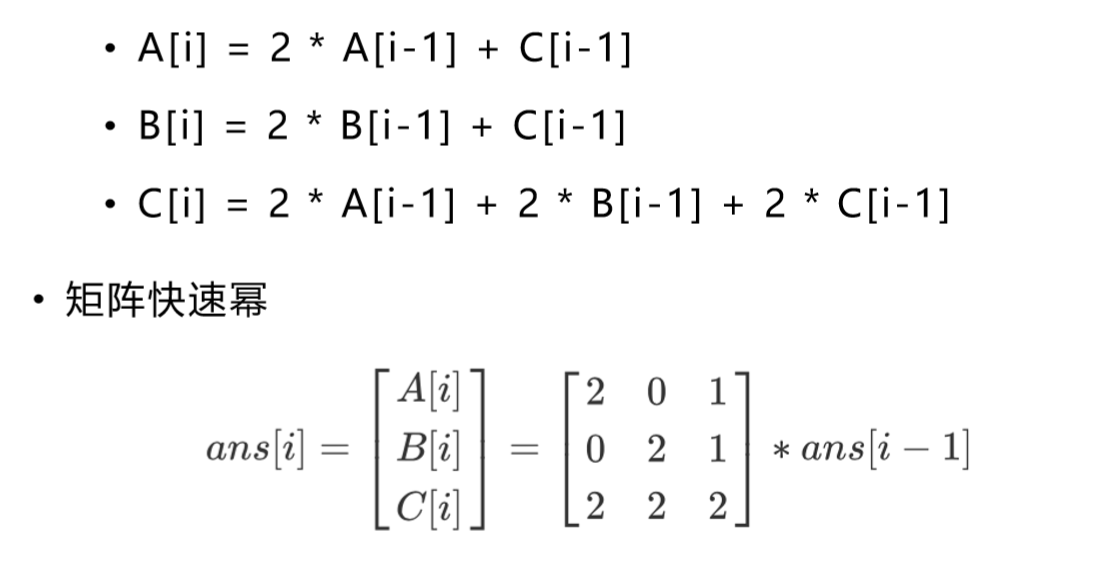 • A[i] = 2 * A[i-1] + C[i-1]
• B[i] = 2 * B[i-1] + C[i-1]
• C[i] = 2 * A[i-1] + 2 * B[i-1] + 2 * C[i-1]
• 矩阵快速幂
A[i] 2 0 1
ans[i] = B[i] = 0 2 1 * ans[i − 1]
C[i] 2 2 2